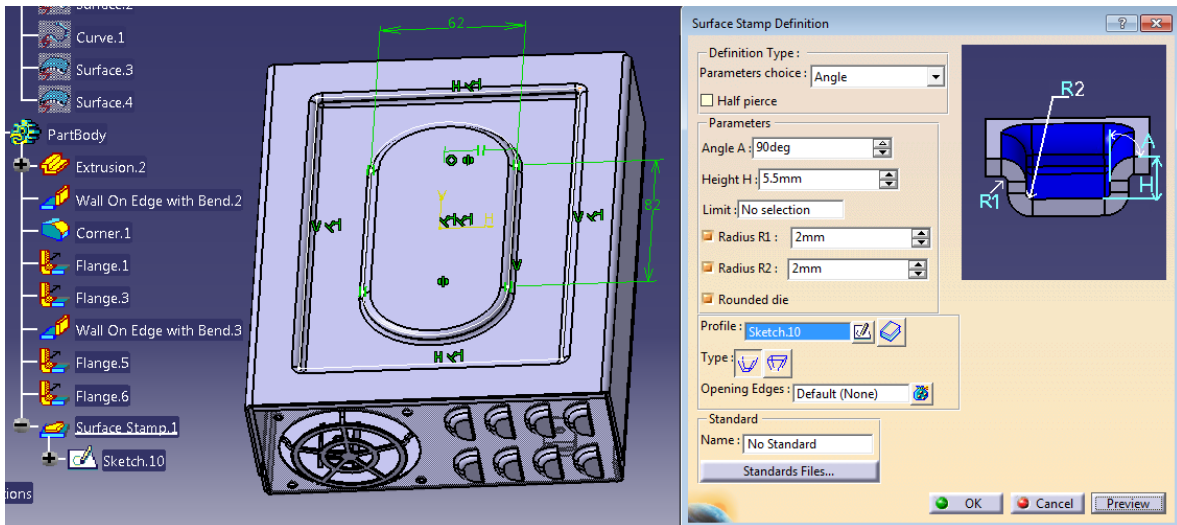 Surface.2
Curve.1
Surface.3
Surface.4
PartBody
Extrusion.2
Wall On Edge with Bend.2
Corner.1
Flange.1
Flange.3
Wall On Edge with Bend.3
Flange.5
Flange.6
Surface Stamp.1
Sketch.10
ions
62
H
H
V
V
V
82
V
H
H
Surface Stamp Definition
Definition Type :
Parameters choice : Angle
Half pierce
Parameters
Angle A : 90deg
Height H : 5.5mm
Limit : No selection
Radius R1 : 2mm
Radius R2 : 2mm
Rounded die
Profile : Sketch.10
Type :
Opening Edges : Default (None)
Standard
Name : No Standard
Standards Files...
OK Cancel Preview
R2
A
H
R1